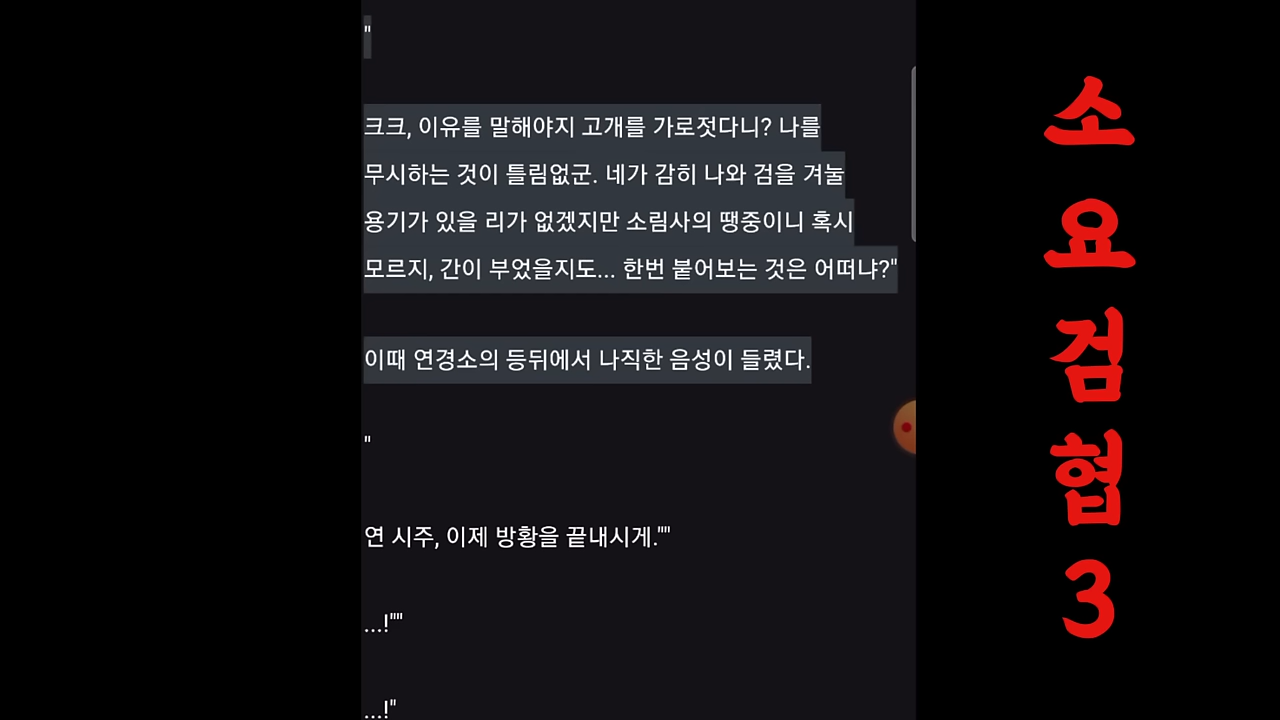 "
크크, 이유를 말해야지 고개를 가로젓다니? 나를
무시하는 것이 틀림없군. 네가 감히 나와 검을 겨눌
용기가 있을 리가 없겠지만 소림사의 땡중이니 혹시
모르지, 간이 부었을지도... 한번 붙어보는 것은 어떠냐?"
이때 연경소의 등뒤에서 나직한 음성이 들렸다.
"
연 시주, 이제 방황을 끝내시게.""
...!""
...!"
소
요
검
협
3